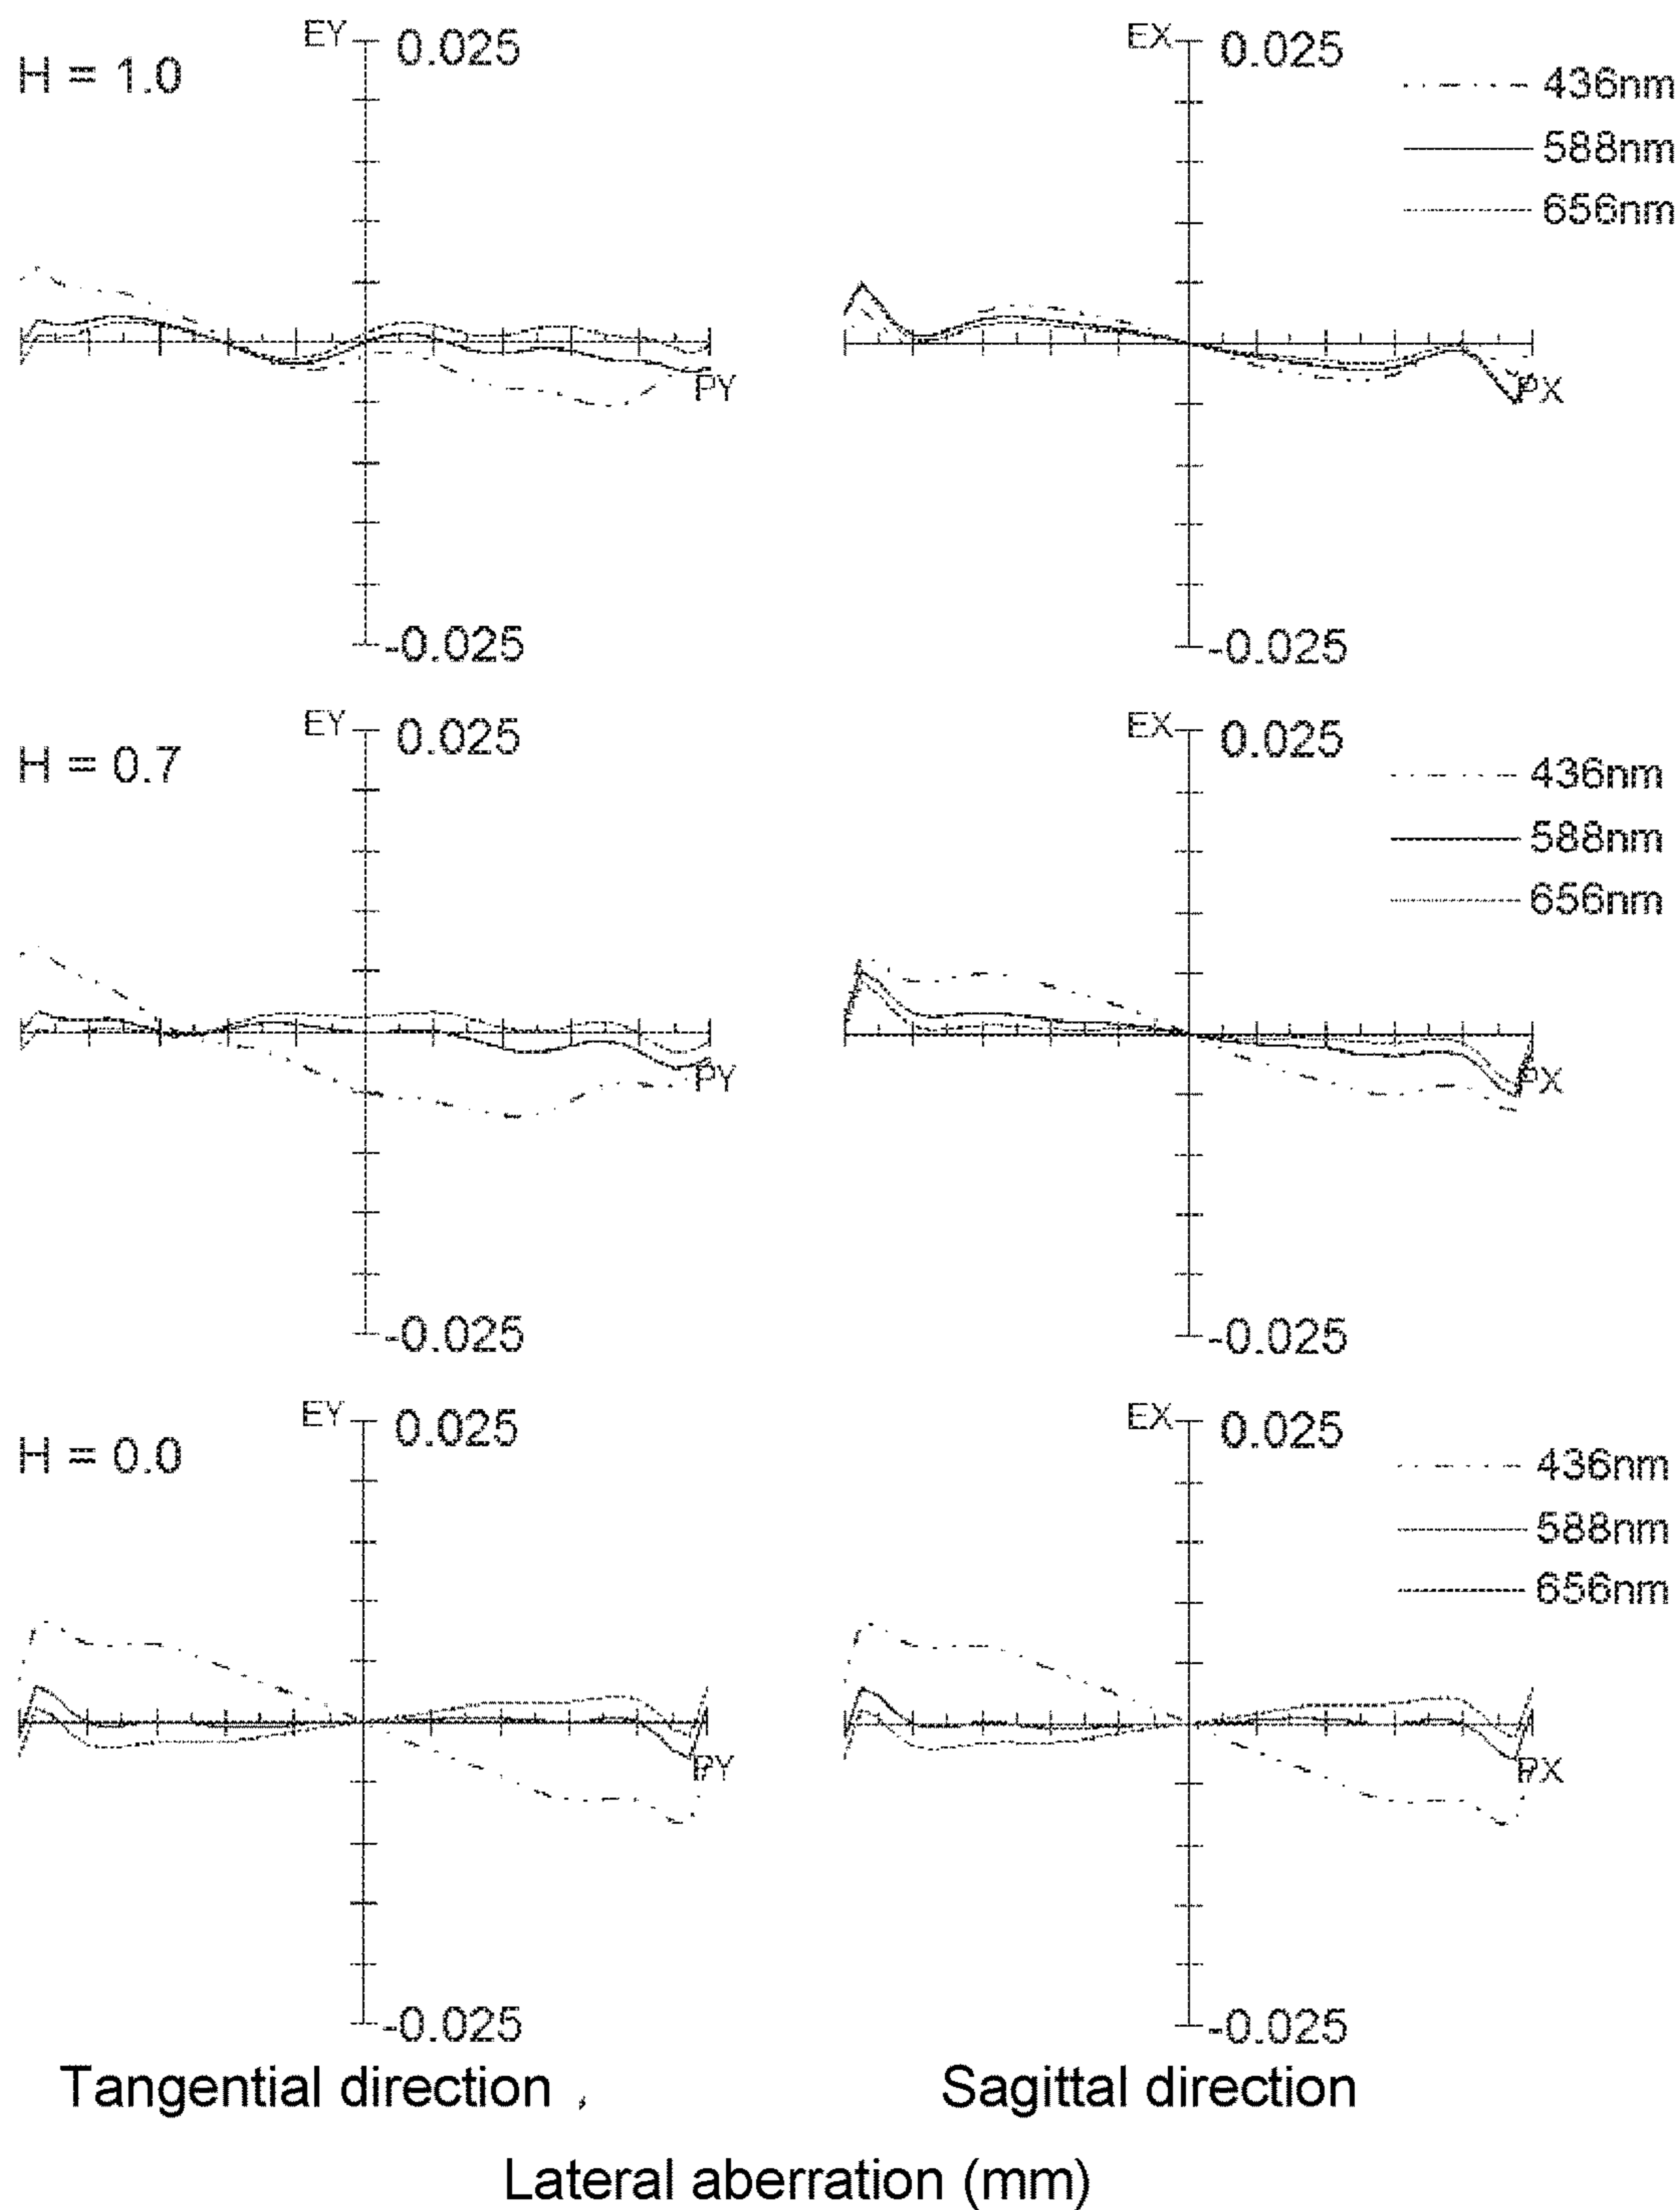 EY 0.025 EX 0.025
H = 1.0 436nm
588nm
656nm
PY PX
-0.025 -0.025
EY 0.025 EX 0.025
H = 0.7 436nm
588nm
656nm
PY PX
-0.025 -0.025
EY 0.025 EX 0.025
H = 0.0 436nm
588nm
656nm
PY PX
-0.025 -0.025
Tangential direction Sagittal direction
Lateral aberration (mm)